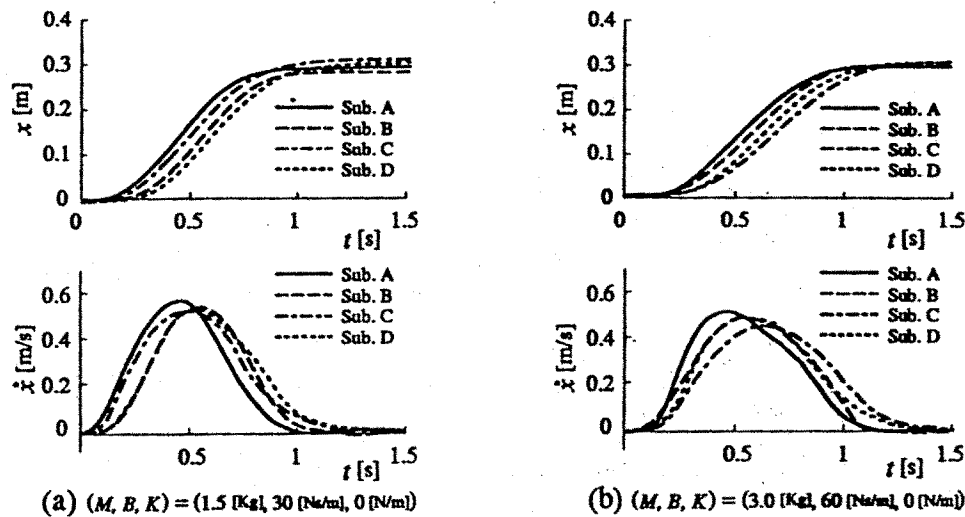 0.4
0.3
0.2
0.1
0
x [m]
Sub. A
Sub. B
Sub. C
Sub. D
0
0.5
1
1.5
t [s]
0.6
0.4
0.2
0
ẋ [m/s]
Sub. A
Sub. B
Sub. C
Sub. D
0.5
1
1.5
t [s]
(a) (M, B, K) = (1.5 [Kg], 30 [Ns/m], 0 [N/m])
0.4
0.3
0.2
0.1
0
x [m]
Sub. A
Sub. B
Sub. C
Sub. D
0
0.5
1
1.5
t [s]
0.6
0.4
0.2
0
ẋ [m/s]
Sub. A
Sub. B
Sub. C
Sub. D
0.5
1
1.5
t [s]
(b) (M, B, K) = (3.0 [Kg], 60 [Ns/m], 0 [N/m])